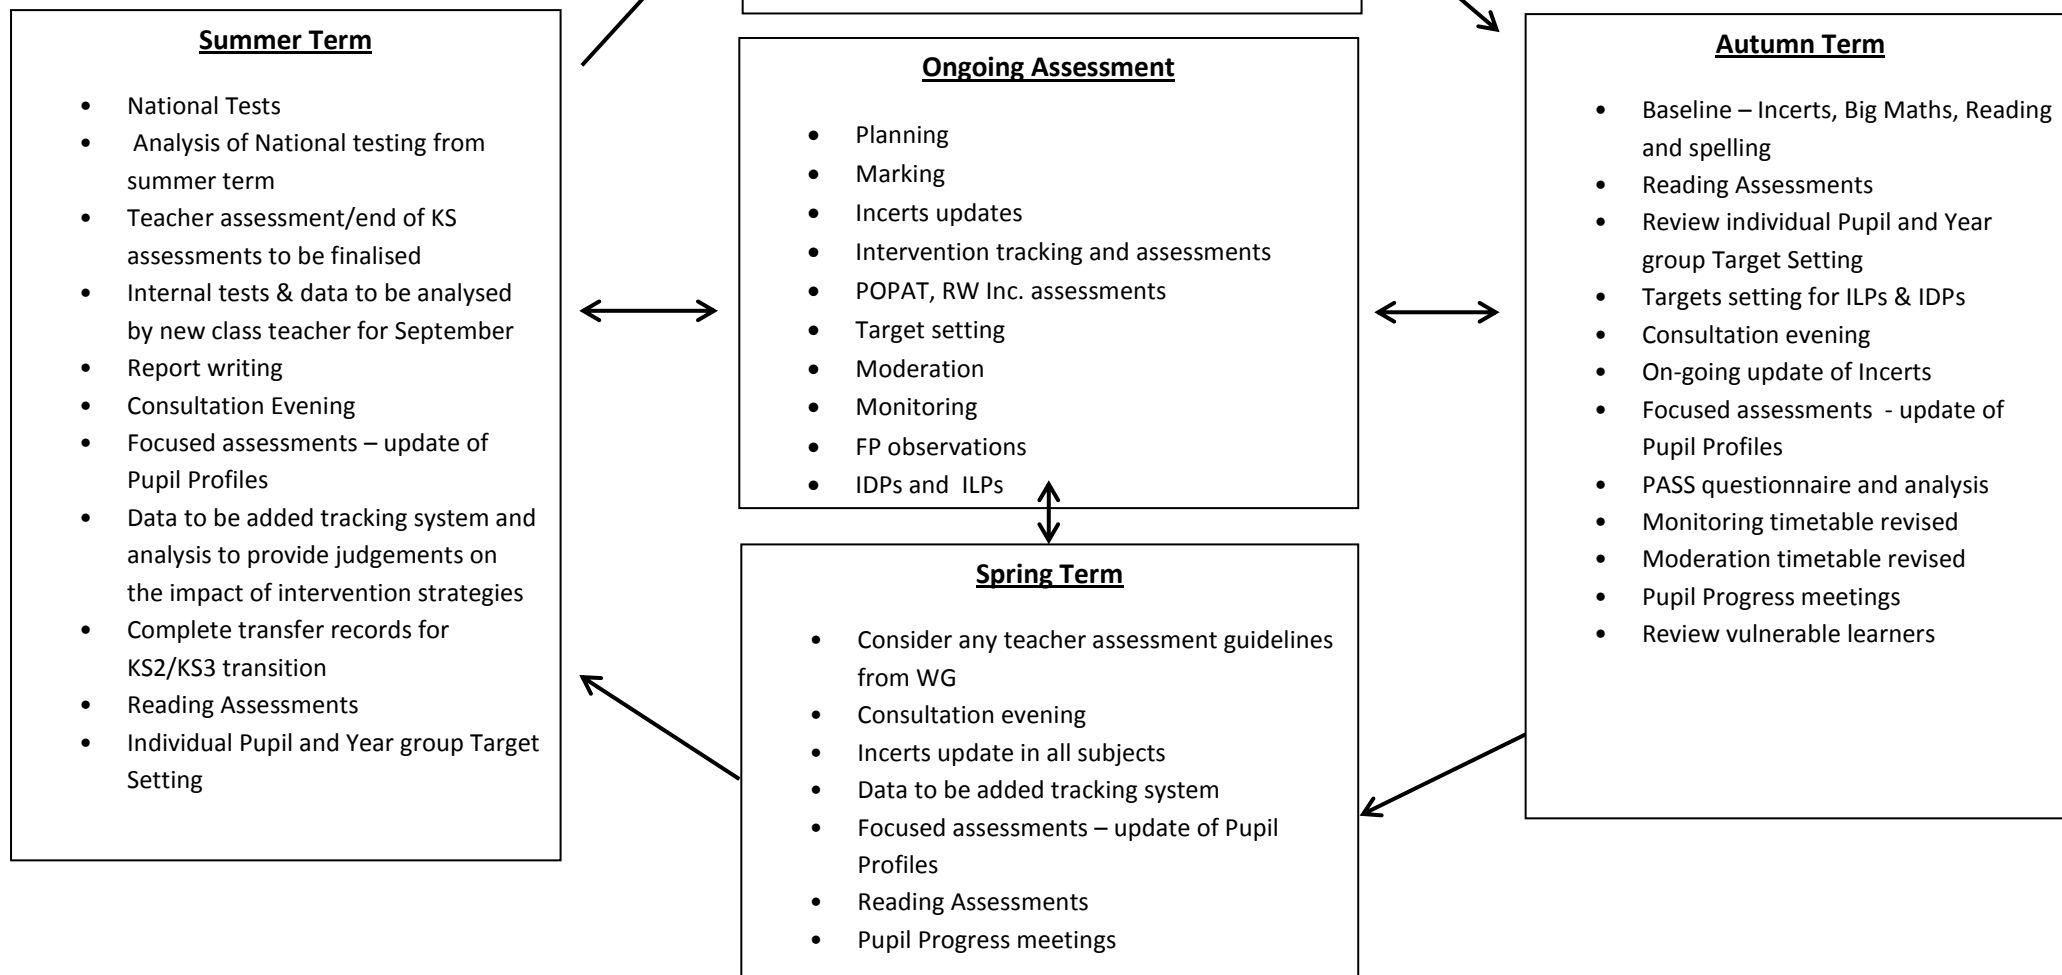 Summer Term
• National Tests
• Analysis of National testing from
summer term
• Teacher assessment/end of KS
assessments to be finalised
• Internal tests & data to be analysed
by new class teacher for September
• Report writing
• Consultation Evening
• Focused assessments – update of
Pupil Profiles
• Data to be added tracking system and
analysis to provide judgements on
the impact of intervention strategies
• Complete transfer records for
KS2/KS3 transition
• Reading Assessments
• Individual Pupil and Year group Target
Setting
Ongoing Assessment
• Planning
• Marking
• Incerts updates
• Intervention tracking and assessments
• POPAT, RW Inc. assessments
• Target setting
• Moderation
• Monitoring
• FP observations
• IDPs and ILPs
Spring Term
• Consider any teacher assessment guidelines
from WG
• Consultation evening
• Incerts update in all subjects
• Data to be added tracking system
• Focused assessments – update of Pupil
Profiles
• Reading Assessments
• Pupil Progress meetings
Autumn Term
• Baseline – Incerts, Big Maths, Reading
and spelling
• Reading Assessments
• Review individual Pupil and Year
group Target Setting
• Targets setting for ILPs & IDPs
• Consultation evening
• On-going update of Incerts
• Focused assessments - update of
Pupil Profiles
• PASS questionnaire and analysis
• Monitoring timetable revised
• Moderation timetable revised
• Pupil Progress meetings
• Review vulnerable learners